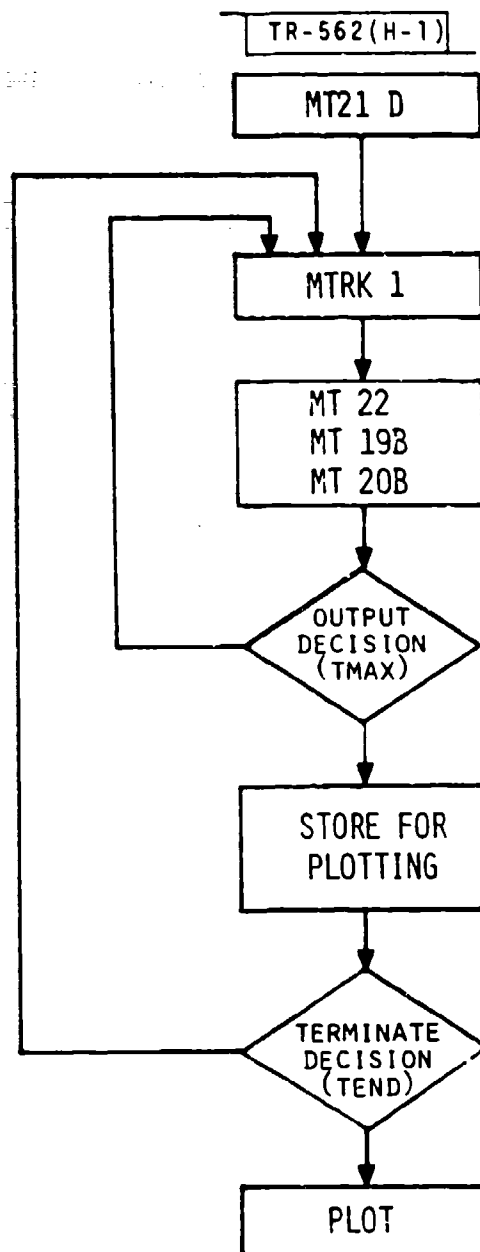 TR-562(H-1)
MT21 D
MTRK 1
MT 22
MT 19B
MT 20B
OUTPUT
DECISION
(TMAX)
STORE FOR
PLOTTING
TERMINATE
DECISION
(TEND)
PLOT